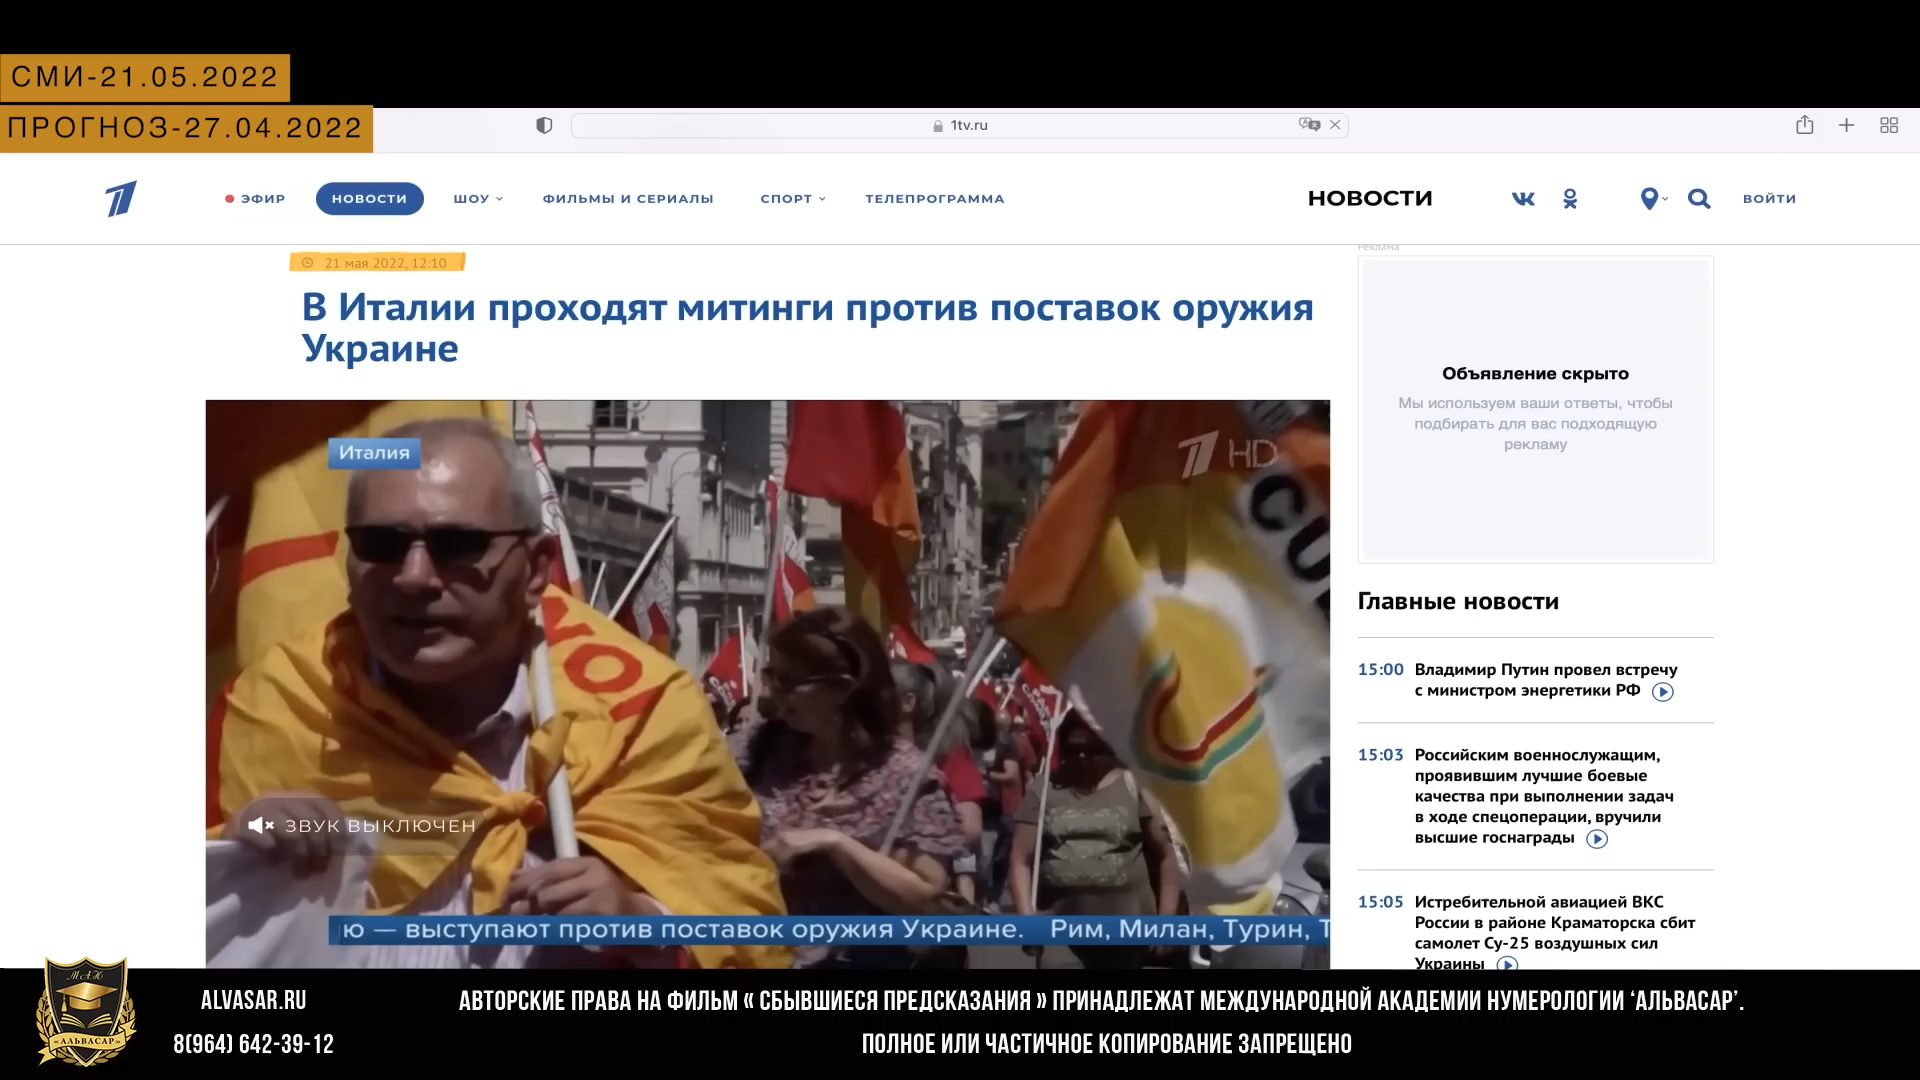 СМИ-21.05.2022
ПРОГНОЗ-27.04.2022
1tv.ru
ЭФИР
НОВОСТИ
ШОУ
ФИЛЬМЫ И СЕРИАЛЫ
СПОРТ
ТЕЛЕПРОГРАММА
НОВОСТИ
ВОЙТИ
21 мая 2022, 12:10
В Италии проходят митинги против поставок оружия
Украине
Италия
HD
ЗВУК ВЫКЛЮЧЕН
ю — выступают против поставок оружия Украине. Рим, Милан, Турин, Т
Реклама
Объявление скрыто
Мы используем ваши ответы, чтобы
подбирать для вас подходящую
рекламу
Главные новости
15:00 Владимир Путин провел встречу
с министром энергетики РФ
15:03 Российским военнослужащим,
проявившим лучшие боевые
качества при выполнении задач
в ходе спецоперации, вручили
высшие госнаграды
15:05 Истребительной авиацией ВКС
России в районе Краматорска сбит
самолет Су-25 воздушных сил
Украины
МАН
«АЛЬВАСАР»
ALVASAR.RU
8(964) 642-39-12
АВТОРСКИЕ ПРАВА НА ФИЛЬМ « СБЫВШИЕСЯ ПРЕДСКАЗАНИЯ » ПРИНАДЛЕЖАТ МЕЖДУНАРОДНОЙ АКАДЕМИИ НУМЕРОЛОГИИ ‘АЛЬВАСАР’.
ПОЛНОЕ ИЛИ ЧАСТИЧНОЕ КОПИРОВАНИЕ ЗАПРЕЩЕНО